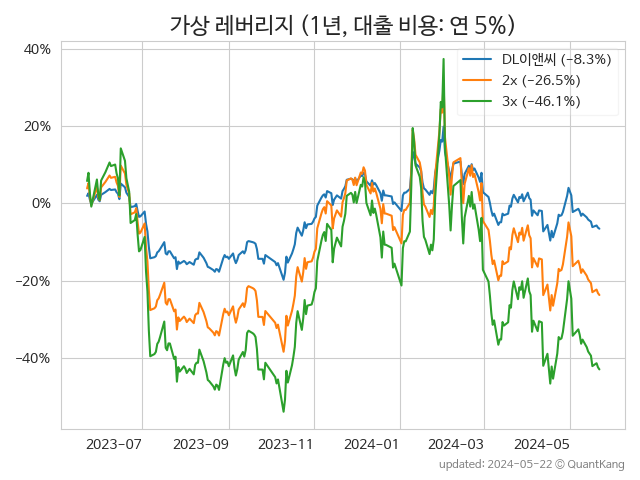 가상 레버리지 (1년, 대출 비용: 연 5%)
DL이앤씨 (−8.3%)
2x (−26.5%)
3x (−46.1%)
40%
20%
0%
−20%
−40%
2023-07 2023-09 2023-11 2024-01 2024-03 2024-05
updated: 2024-05-22 © QuantKang